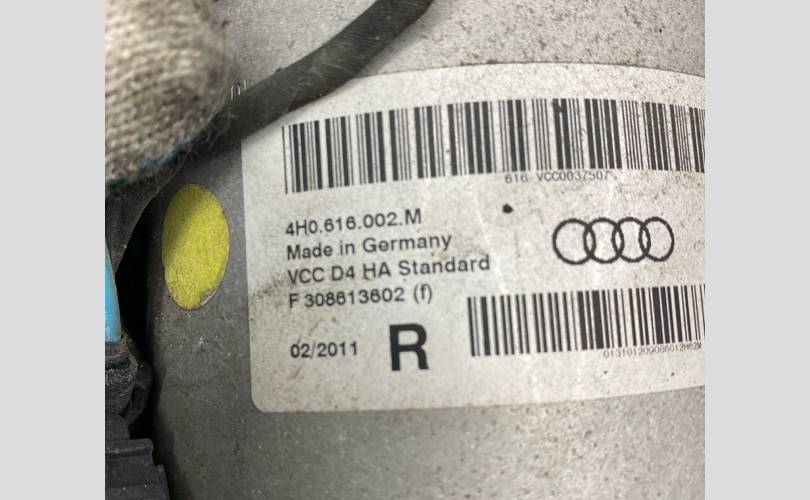 616 VCC0037507
4H0.616.002.M
Made in Germany
VCC D4 HA Standard
F 308613602 (f)
02/2011
R